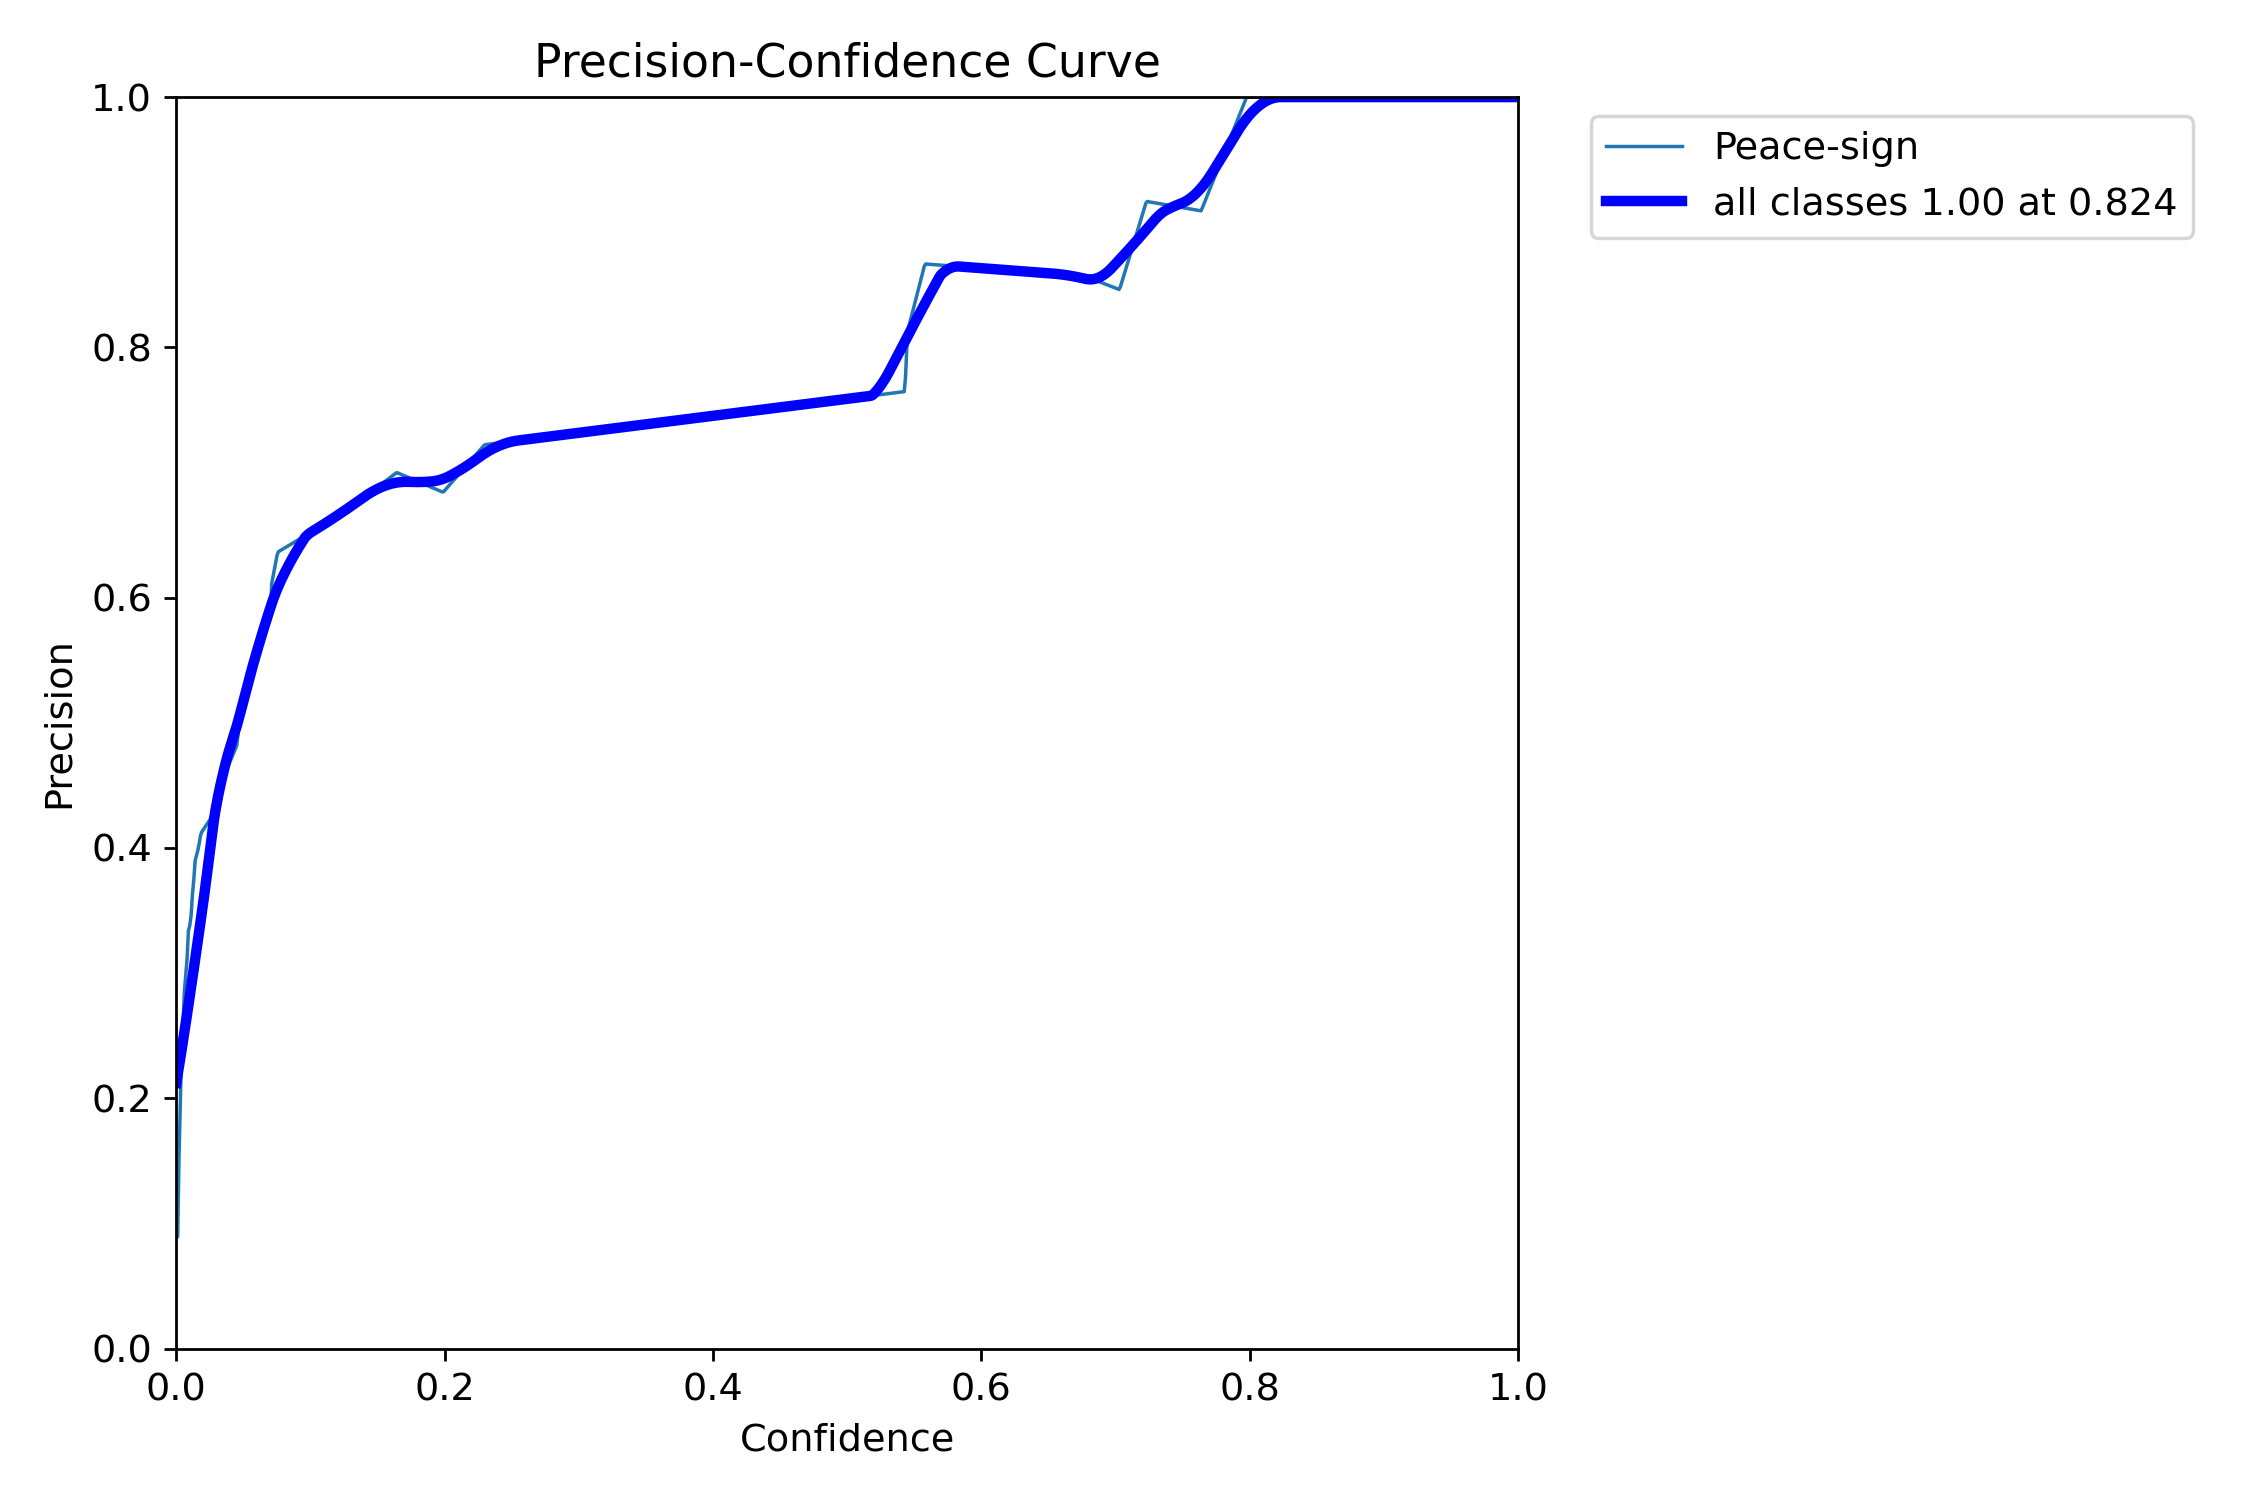 Precision-Confidence Curve
1.0
0.8
0.6
0.4
0.2
0.0
Precision
0.0 0.2 0.4 0.6 0.8 1.0
Confidence
Peace-sign
all classes 1.00 at 0.824